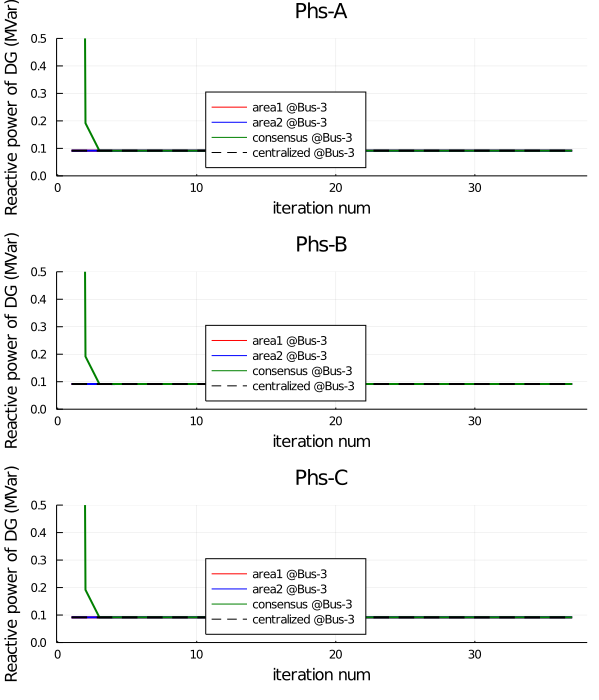 Phs-A
Reactive power of DG (MVar)
0.5
0.4
0.3
0.2
0.1
0.0
area1 @Bus-3
area2 @Bus-3
consensus @Bus-3
centralized @Bus-3
0 10 20 30
iteration num
Phs-B
Reactive power of DG (MVar)
0.5
0.4
0.3
0.2
0.1
0.0
area1 @Bus-3
area2 @Bus-3
consensus @Bus-3
centralized @Bus-3
0 10 20 30
iteration num
Phs-C
Reactive power of DG (MVar)
0.5
0.4
0.3
0.2
0.1
0.0
area1 @Bus-3
area2 @Bus-3
consensus @Bus-3
centralized @Bus-3
0 10 20 30
iteration num